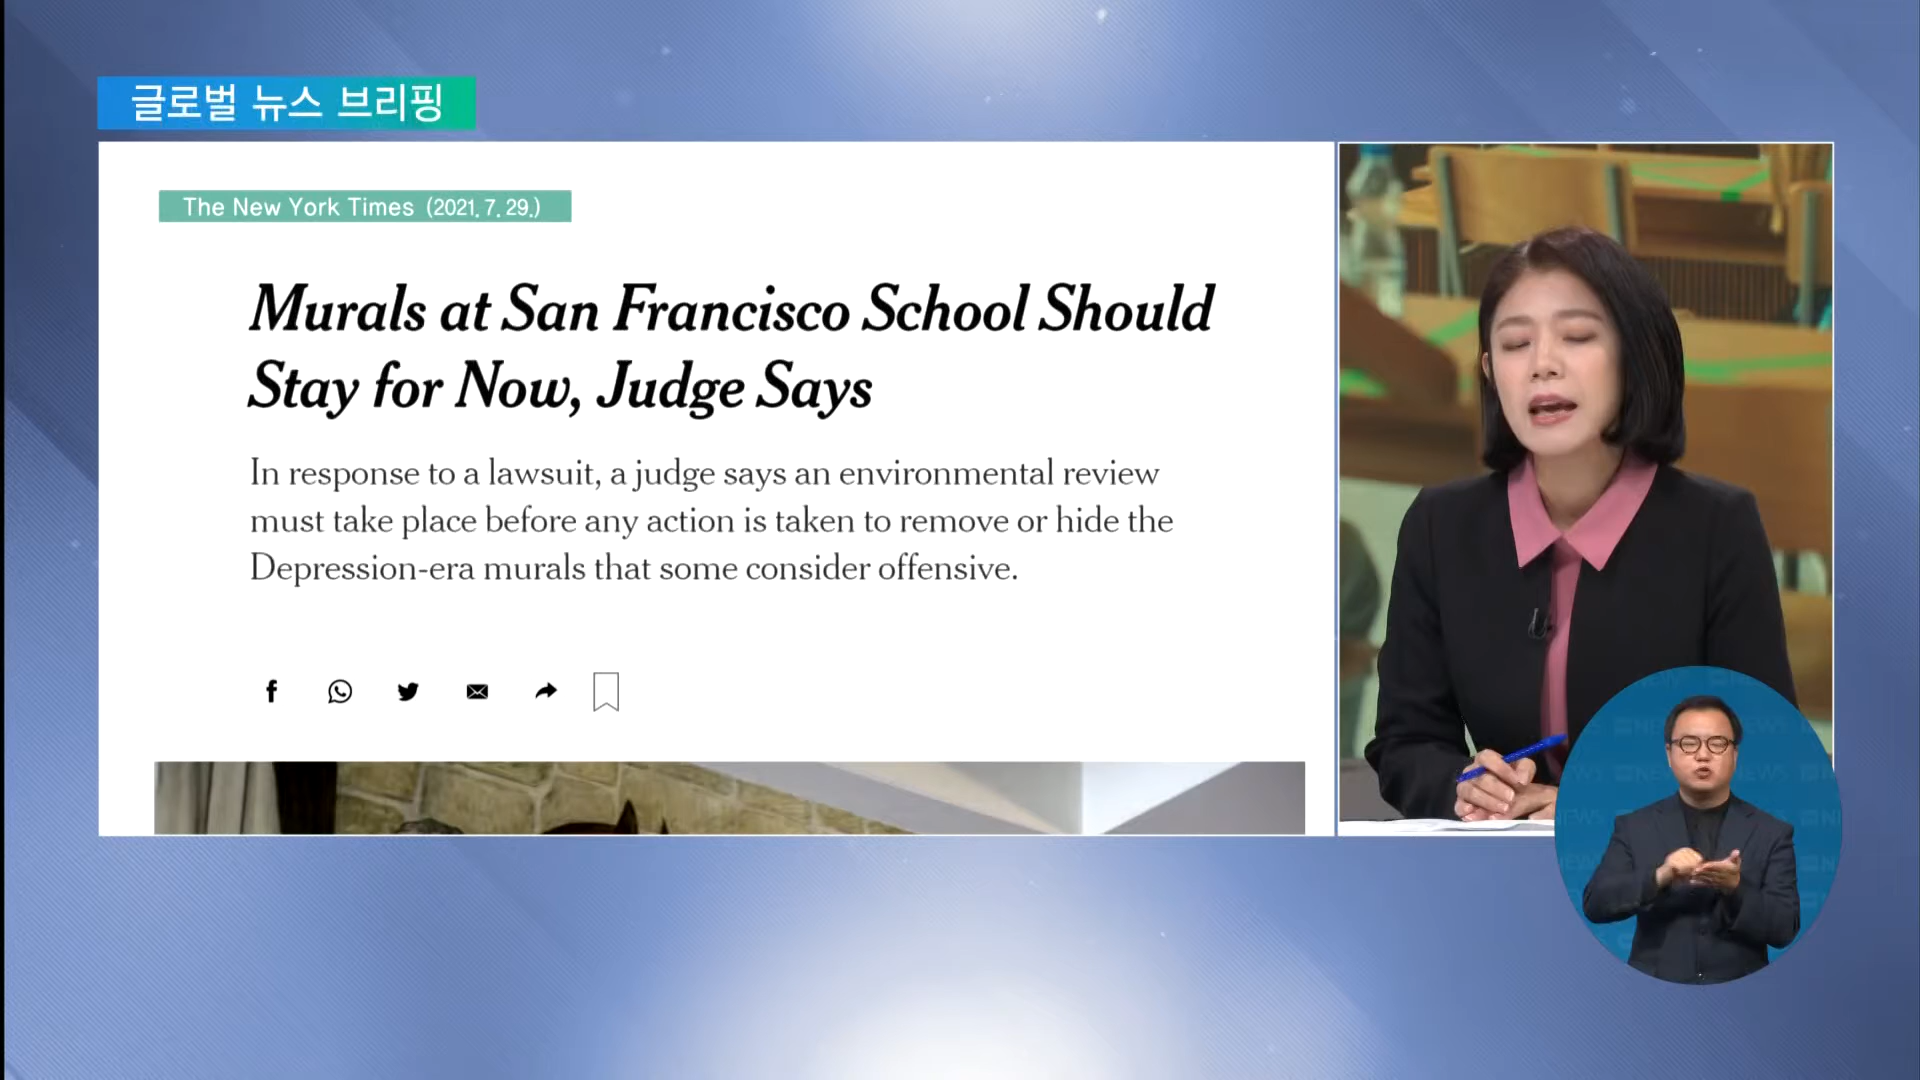 글로벌 뉴스 브리핑
The New York Times (2021. 7. 29.)
Murals at San Francisco School Should
Stay for Now, Judge Says
In response to a lawsuit, a judge says an environmental review
must take place before any action is taken to remove or hide the
Depression-era murals that some consider offensive.